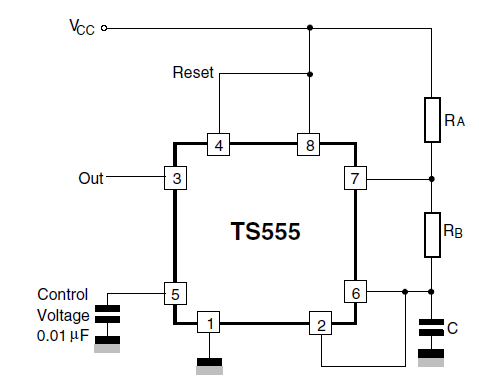 VCC
Reset
RA
4
8
Out
3
7
TS555
RB
Control
Voltage
0.01 µF
5
6
1
2
C